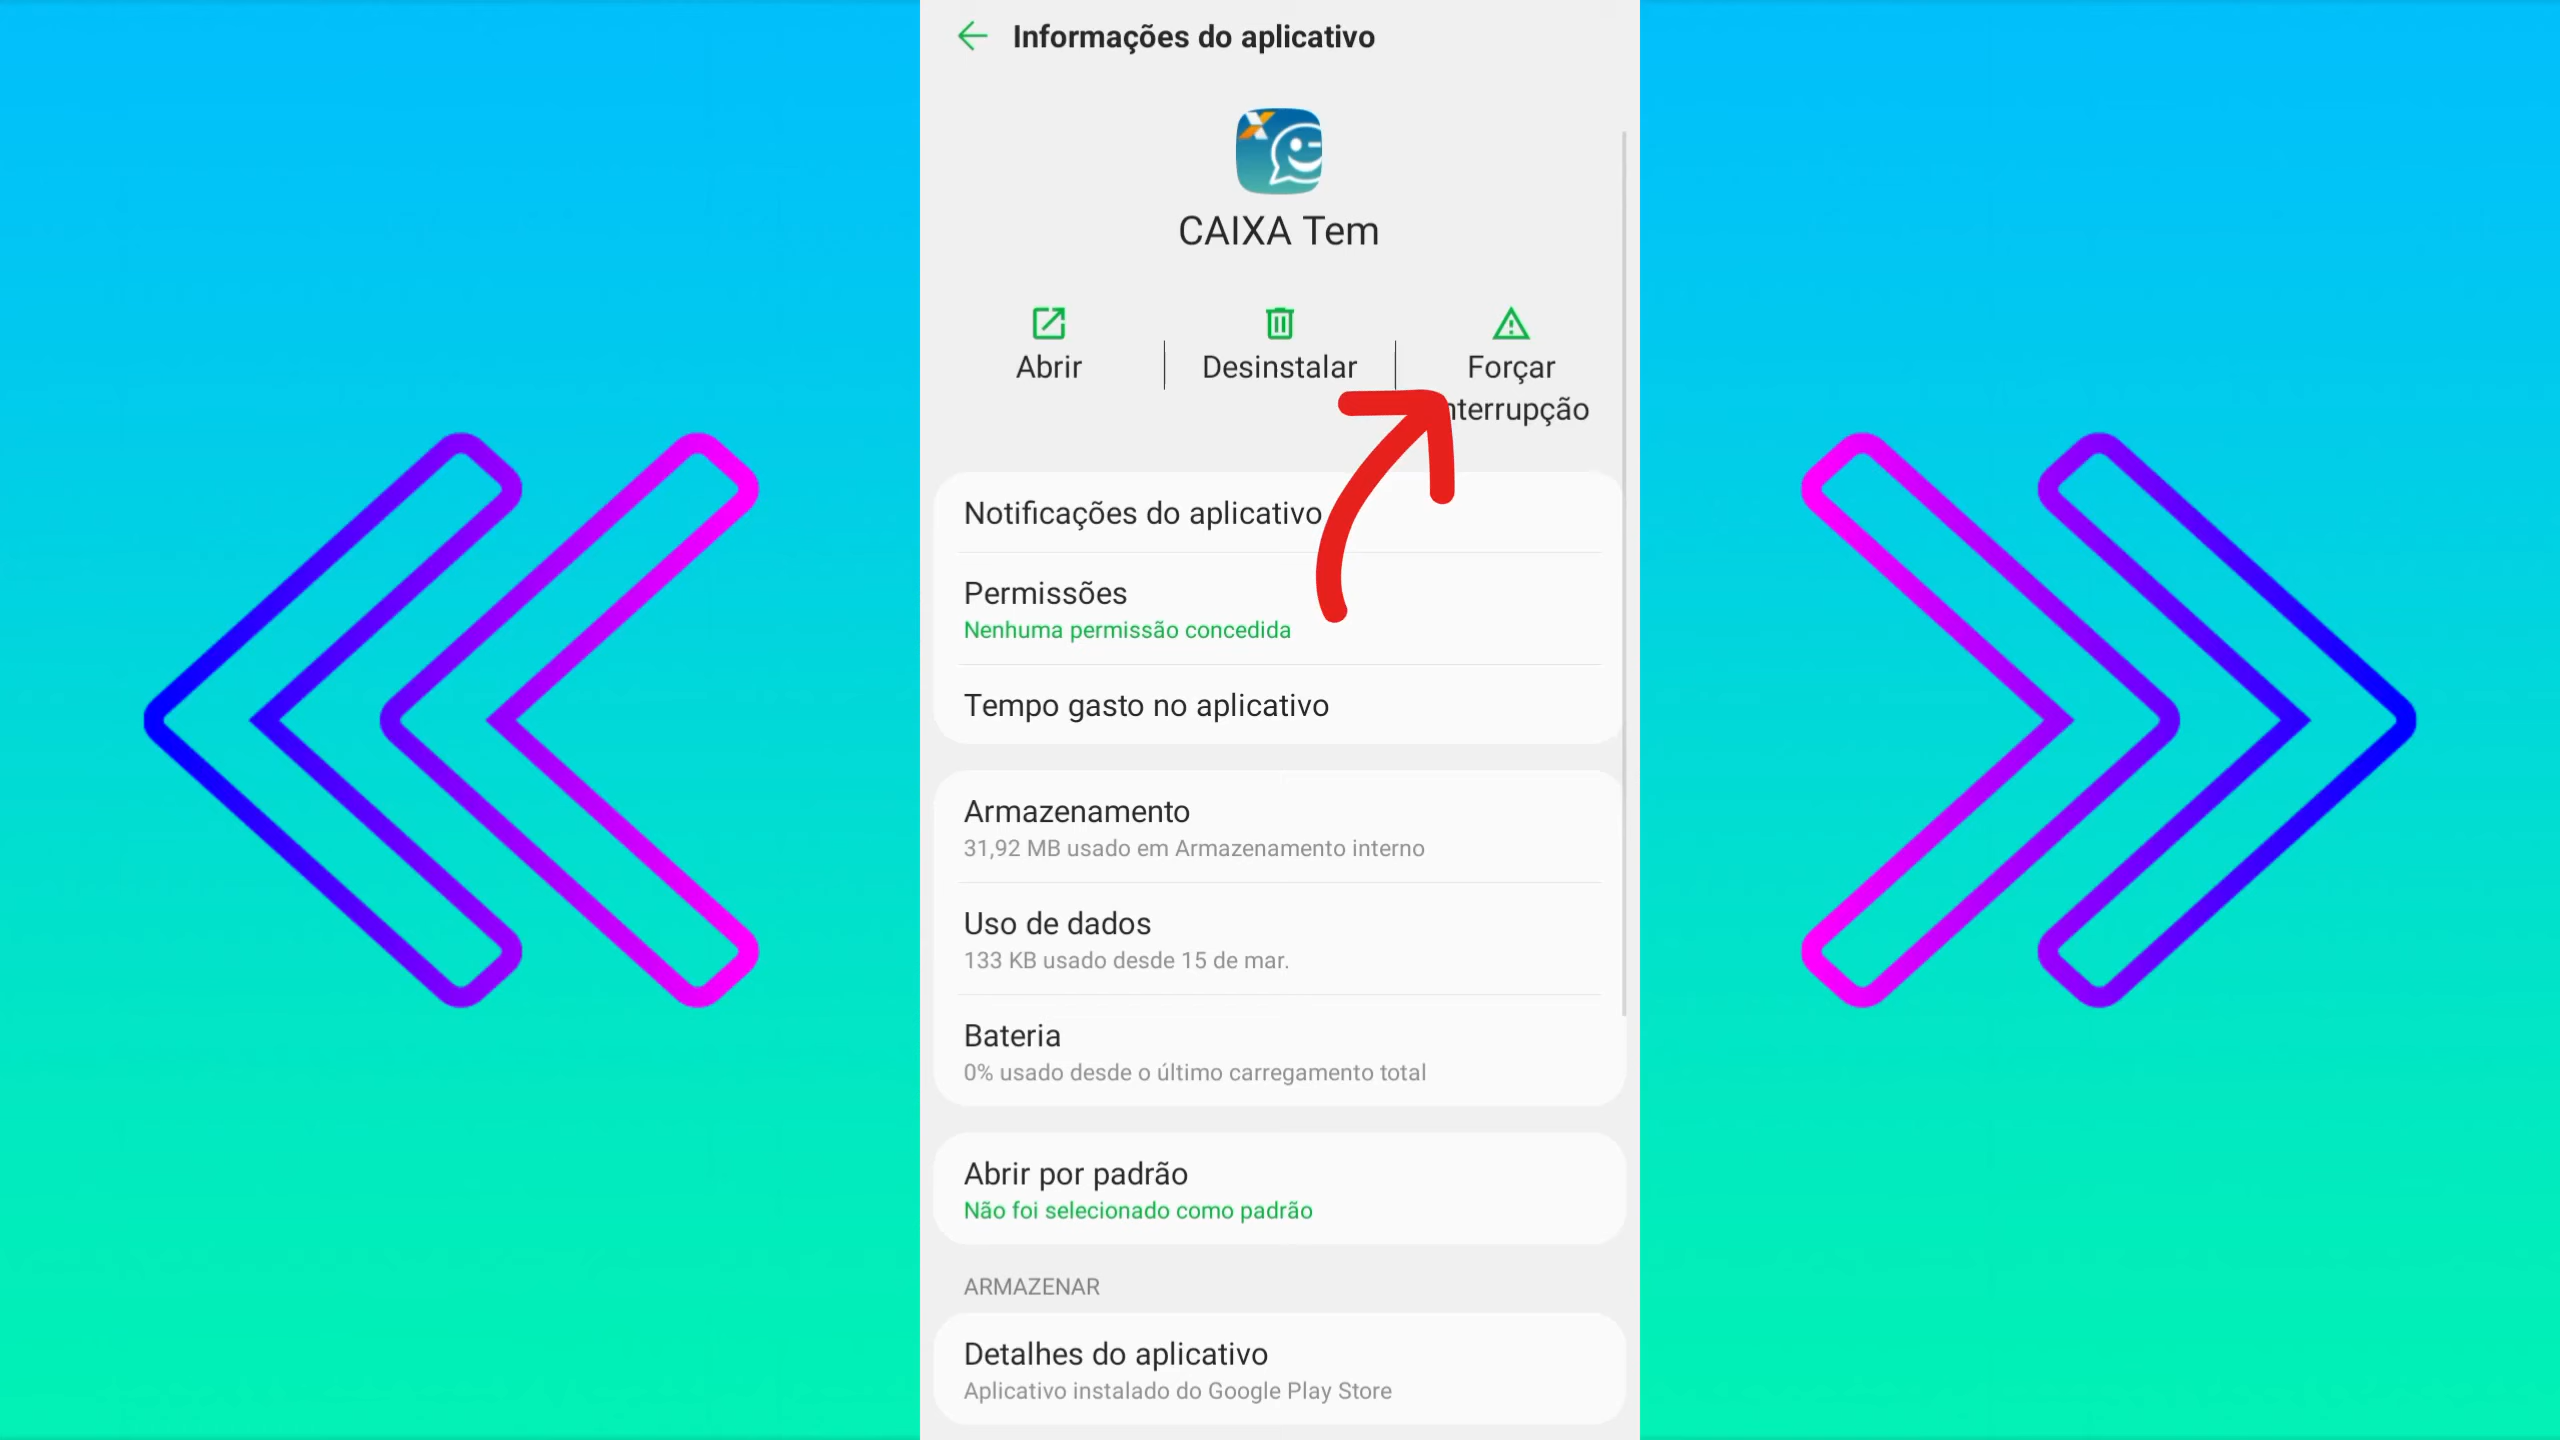 Informações do aplicativo
CAIXA Tem
Abrir
Desinstalar
Forçar
nterrupção
Notificações do aplicativo
Permissões
Nenhuma permissão concedida
Tempo gasto no aplicativo
Armazenamento
31,92 MB usado em Armazenamento interno
Uso de dados
133 KB usado desde 15 de mar.
Bateria
0% usado desde o último carregamento total
Abrir por padrão
Não foi selecionado como padrão
ARMAZENAR
Detalhes do aplicativo
Aplicativo instalado do Google Play Store